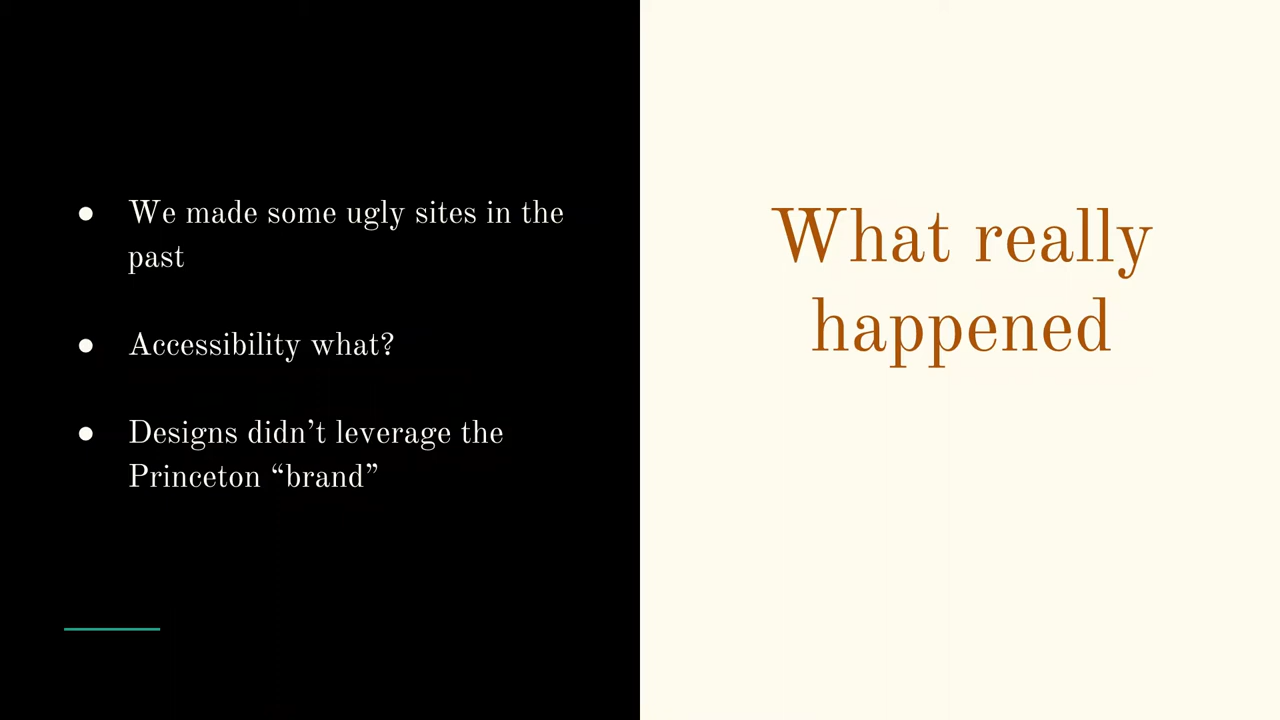 ● We made some ugly sites in the
past
● Accessibility what?
● Designs didn’t leverage the
Princeton “brand”
What really
happened